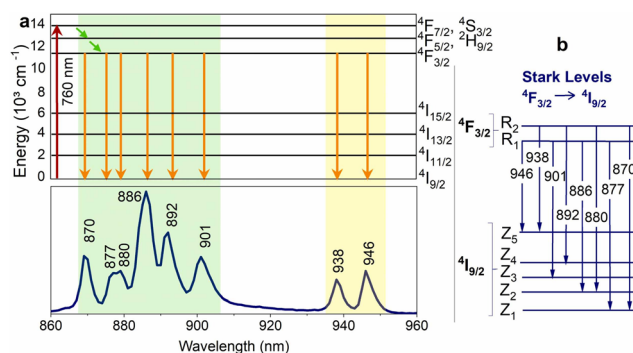 a
14
12
10
8
6
4
2
0
Energy (10³ cm⁻¹)
760 nm
⁴F₇/₂, ⁴S₃/₂
⁴F₅/₂, ²H₉/₂
⁴F₃/₂
⁴I₁₅/₂
⁴I₁₃/₂
⁴I₁₁/₂
⁴I₉/₂
870
877
880
886
892
901
938
946
860 880 900 920 940 960
Wavelength (nm)
b
Stark Levels
⁴F₃/₂ → ⁴I₉/₂
⁴F₃/₂
R₂
R₁
946
938
901
892
886
880
877
870
⁴I₉/₂
Z₅
Z₄
Z₃
Z₂
Z₁